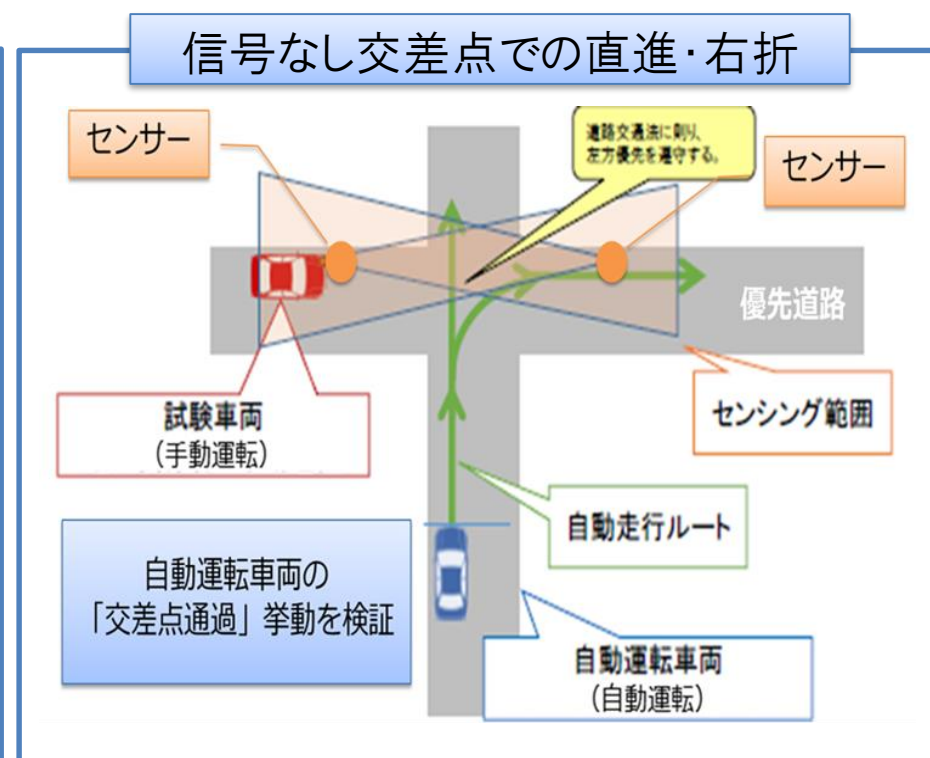 信号なし交差点での直進・右折
センサー
道路交通法に則り、
左方優先を遵守する。
センサー
優先道路
試験車両
(手動運転)
センシング範囲
自動走行ルート
自動運転車両の
「交差点通過」挙動を検証
自動運転車両
(自動運転)